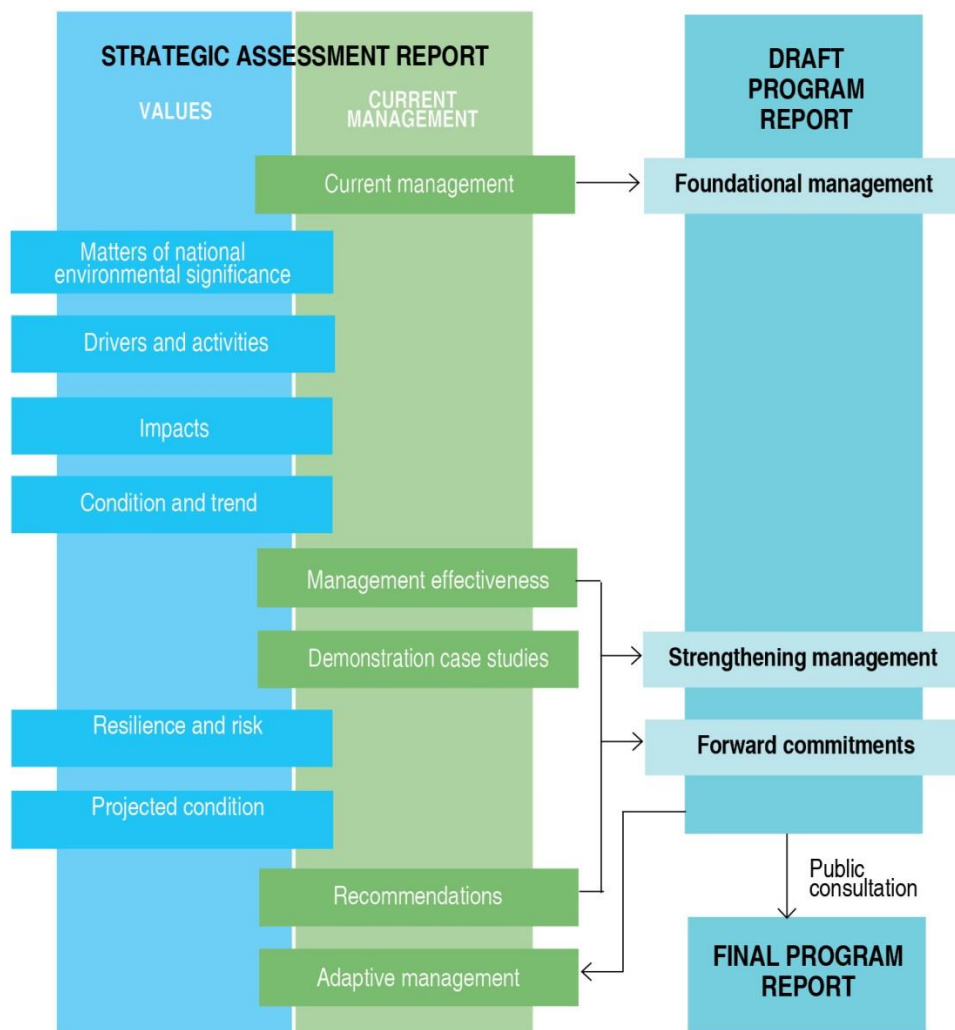 STRATEGIC ASSESSMENT REPORT
VALUES
CURRENT
MANAGEMENT
DRAFT
PROGRAM
REPORT
Current management
Foundational management
Matters of national
environmental significance
Drivers and activities
Impacts
Condition and trend
Management effectiveness
Demonstration case studies
Strengthening management
Resilience and risk
Forward commitments
Projected condition
Public
consultation
Recommendations
Adaptive management
FINAL PROGRAM
REPORT